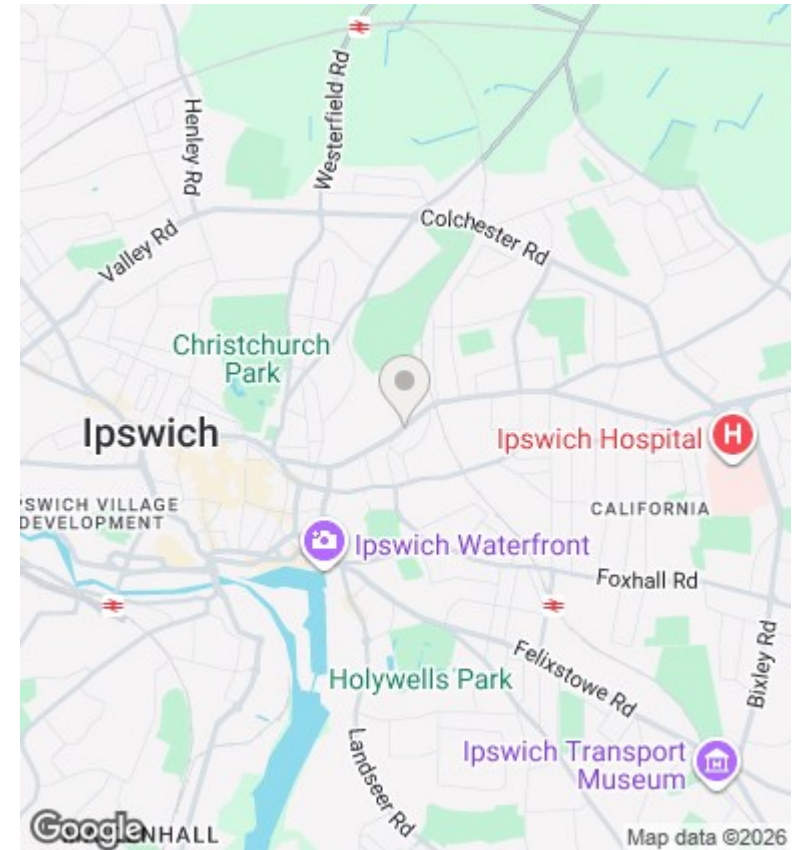 Westerfield Rd
Henley Rd
Valley Rd
Colchester Rd
Christchurch
Park
Ipswich
Ipswich Hospital
H
PSWICH VILLAGE
DEVELOPMENT
CALIFORNIA
Ipswich Waterfront
Foxhall Rd
Bixley Rd
Felixstowe Rd
Holywells Park
Landseer Rd
Ipswich Transport
Museum
Google
ENHALL
Map data ©2026